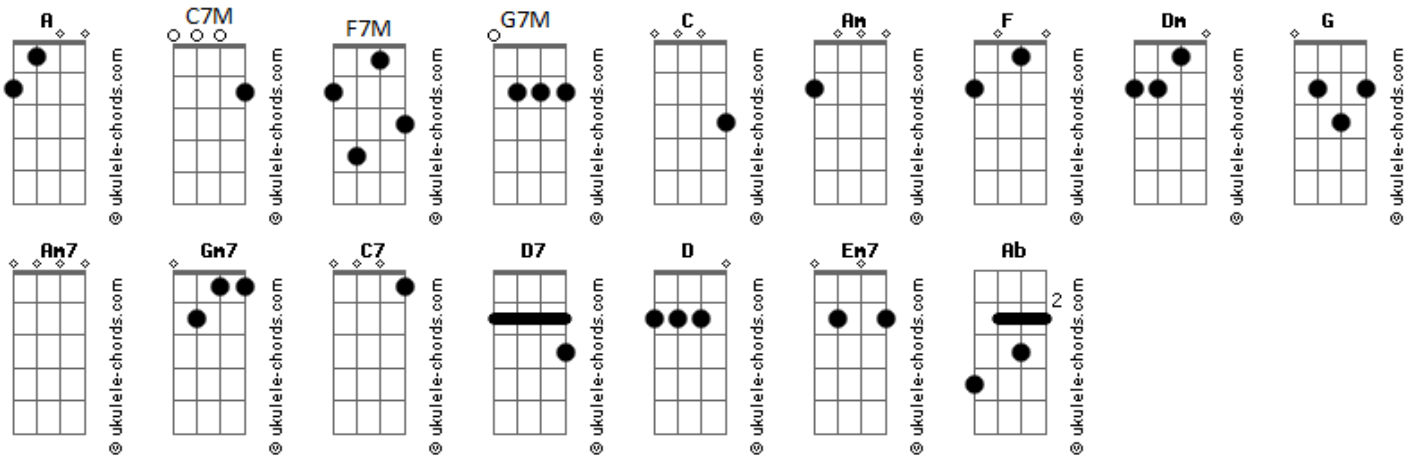 A C7M F7M G7M C Am F Dm G
© ukulele-chords.com © ukulele-chords.com © ukulele-chords.com © ukulele-chords.com © ukulele-chords.com © ukulele-chords.com © ukulele-chords.com © ukulele-chords.com © ukulele-chords.com
Am7 Gm7 C7 D7 D Em7 Ab
2
© ukulele-chords.com © ukulele-chords.com © ukulele-chords.com © ukulele-chords.com © ukulele-chords.com © ukulele-chords.com © ukulele-chords.com